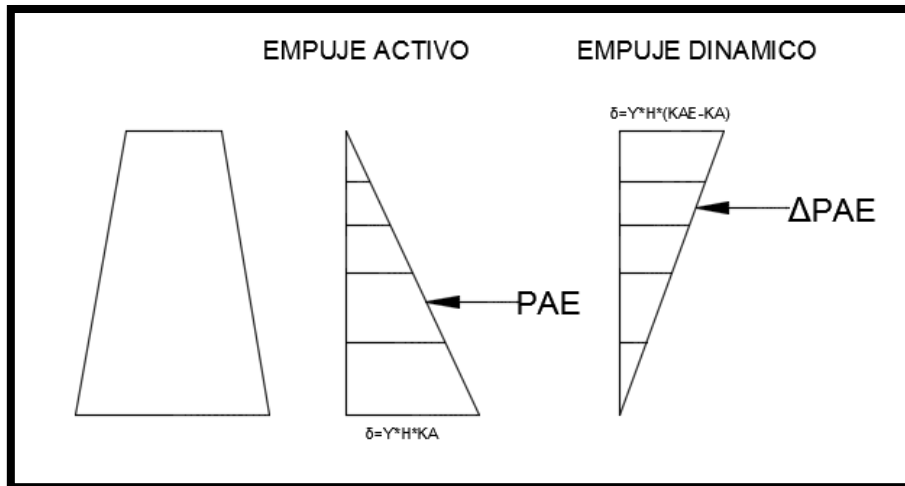 EMPUJE ACTIVO
EMPUJE DINAMICO
δ=Y*H*(KAE-KA)
ΔPAE
PAE
δ=Y*H*KA